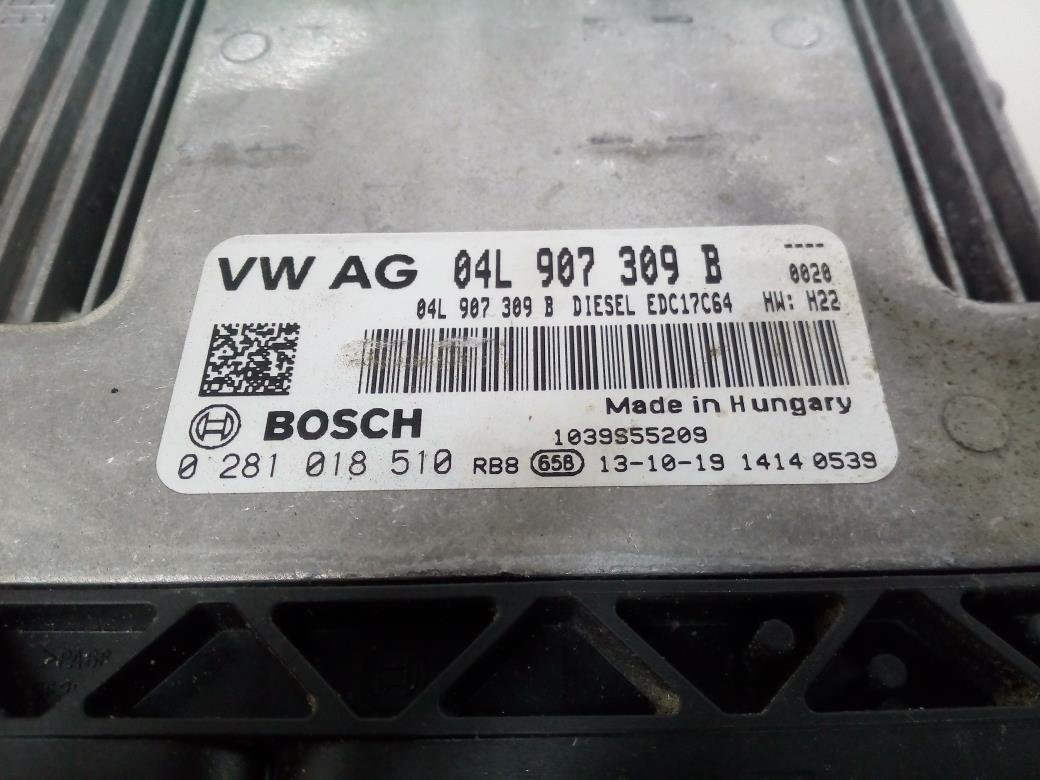 VW AG 04L 907 309 B ----
0020
04L 907 309 B DIESEL EDC17C64 HW: H22
Made in Hungary
BOSCH
1039S55209
0 281 018 510 RB8 65B 13-10-19 1414 0539